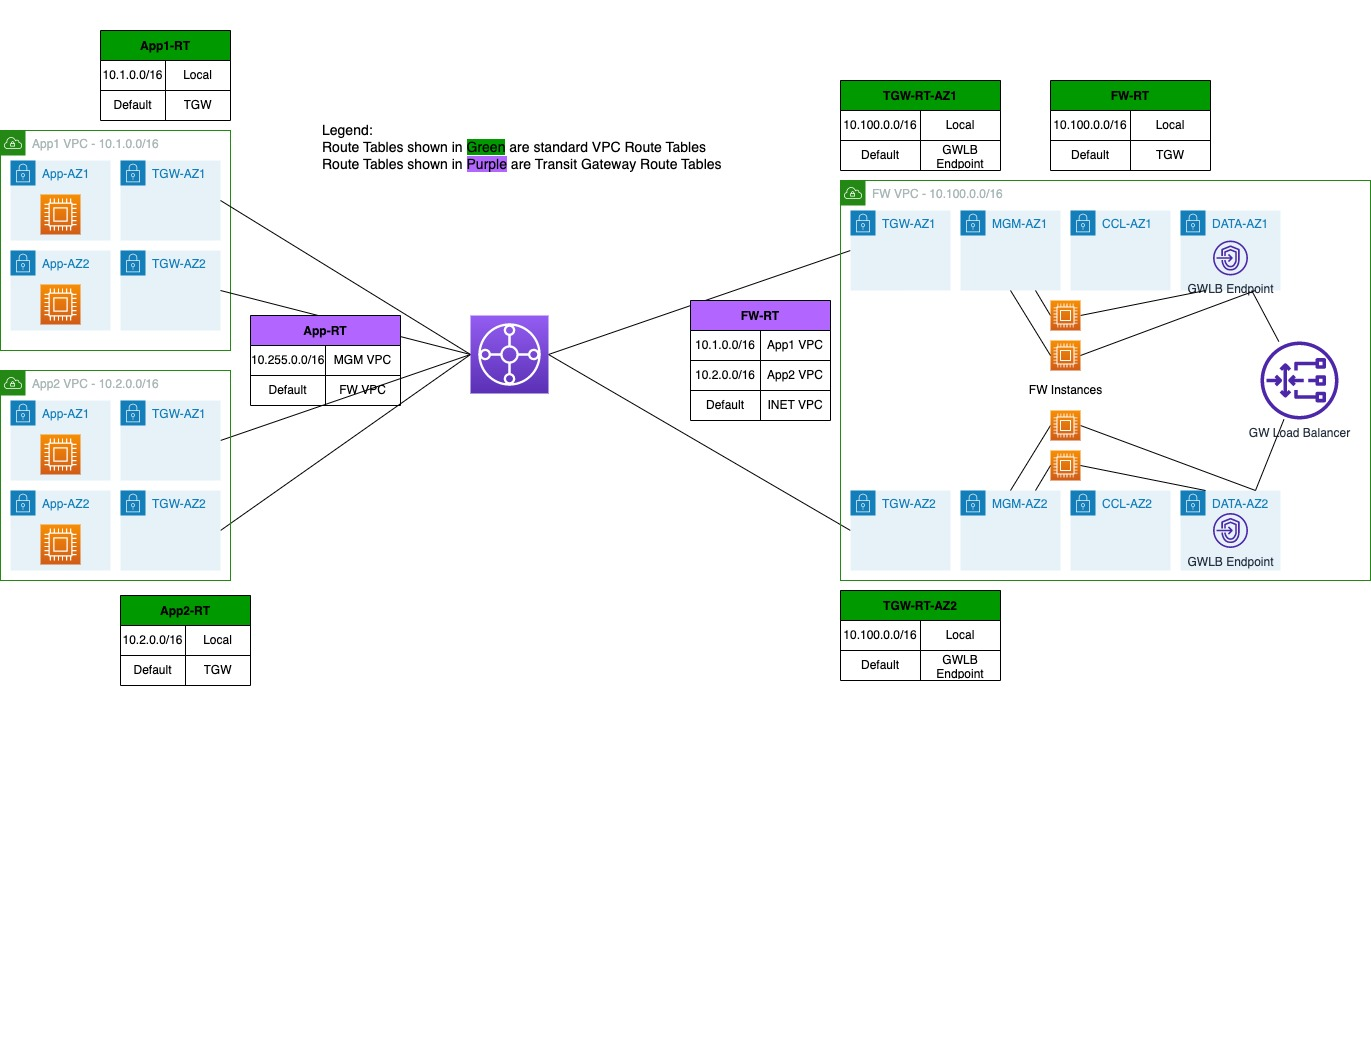 App1-RT
10.1.0.0/16 Local
Default TGW
App1 VPC - 10.1.0.0/16
App-AZ1
TGW-AZ1
App-AZ2
TGW-AZ2
App2 VPC - 10.2.0.0/16
App-AZ1
TGW-AZ1
App-AZ2
TGW-AZ2
App2-RT
10.2.0.0/16 Local
Default TGW
Legend:
Route Tables shown in Green are standard VPC Route Tables
Route Tables shown in Purple are Transit Gateway Route Tables
App-RT
10.255.0.0/16 MGM VPC
Default FW VPC
FW-RT
10.1.0.0/16 App1 VPC
10.2.0.0/16 App2 VPC
Default INET VPC
TGW-RT-AZ1
10.100.0.0/16 Local
Default GWLB
Endpoint
FW-RT
10.100.0.0/16 Local
Default TGW
FW VPC - 10.100.0.0/16
TGW-AZ1
MGM-AZ1
CCL-AZ1
DATA-AZ1
GWLB Endpoint
FW Instances
GW Load Balancer
TGW-AZ2
MGM-AZ2
CCL-AZ2
DATA-AZ2
GWLB Endpoint
TGW-RT-AZ2
10.100.0.0/16 Local
Default GWLB
Endpoint